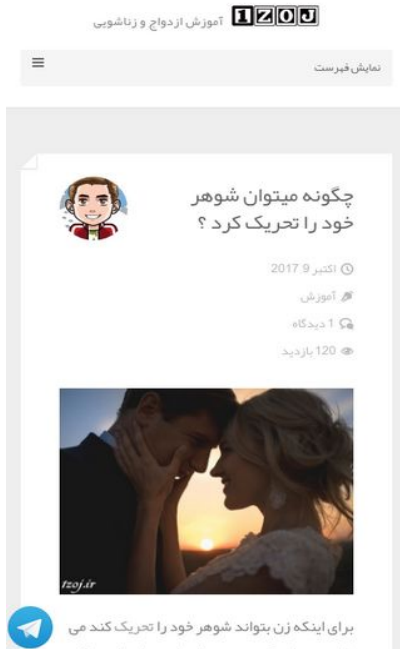 1ZOJ آموزش ازدواج و زناشویی
نمایش فهرست
چگونه میتوان شوهر
خود را تحریک کرد ؟
اکتبر 9 2017
آموزش
1 دیدگاه
120 بازدید
1zoj.ir
برای اینکه زن بتواند شوهر خود را تحریک کند می